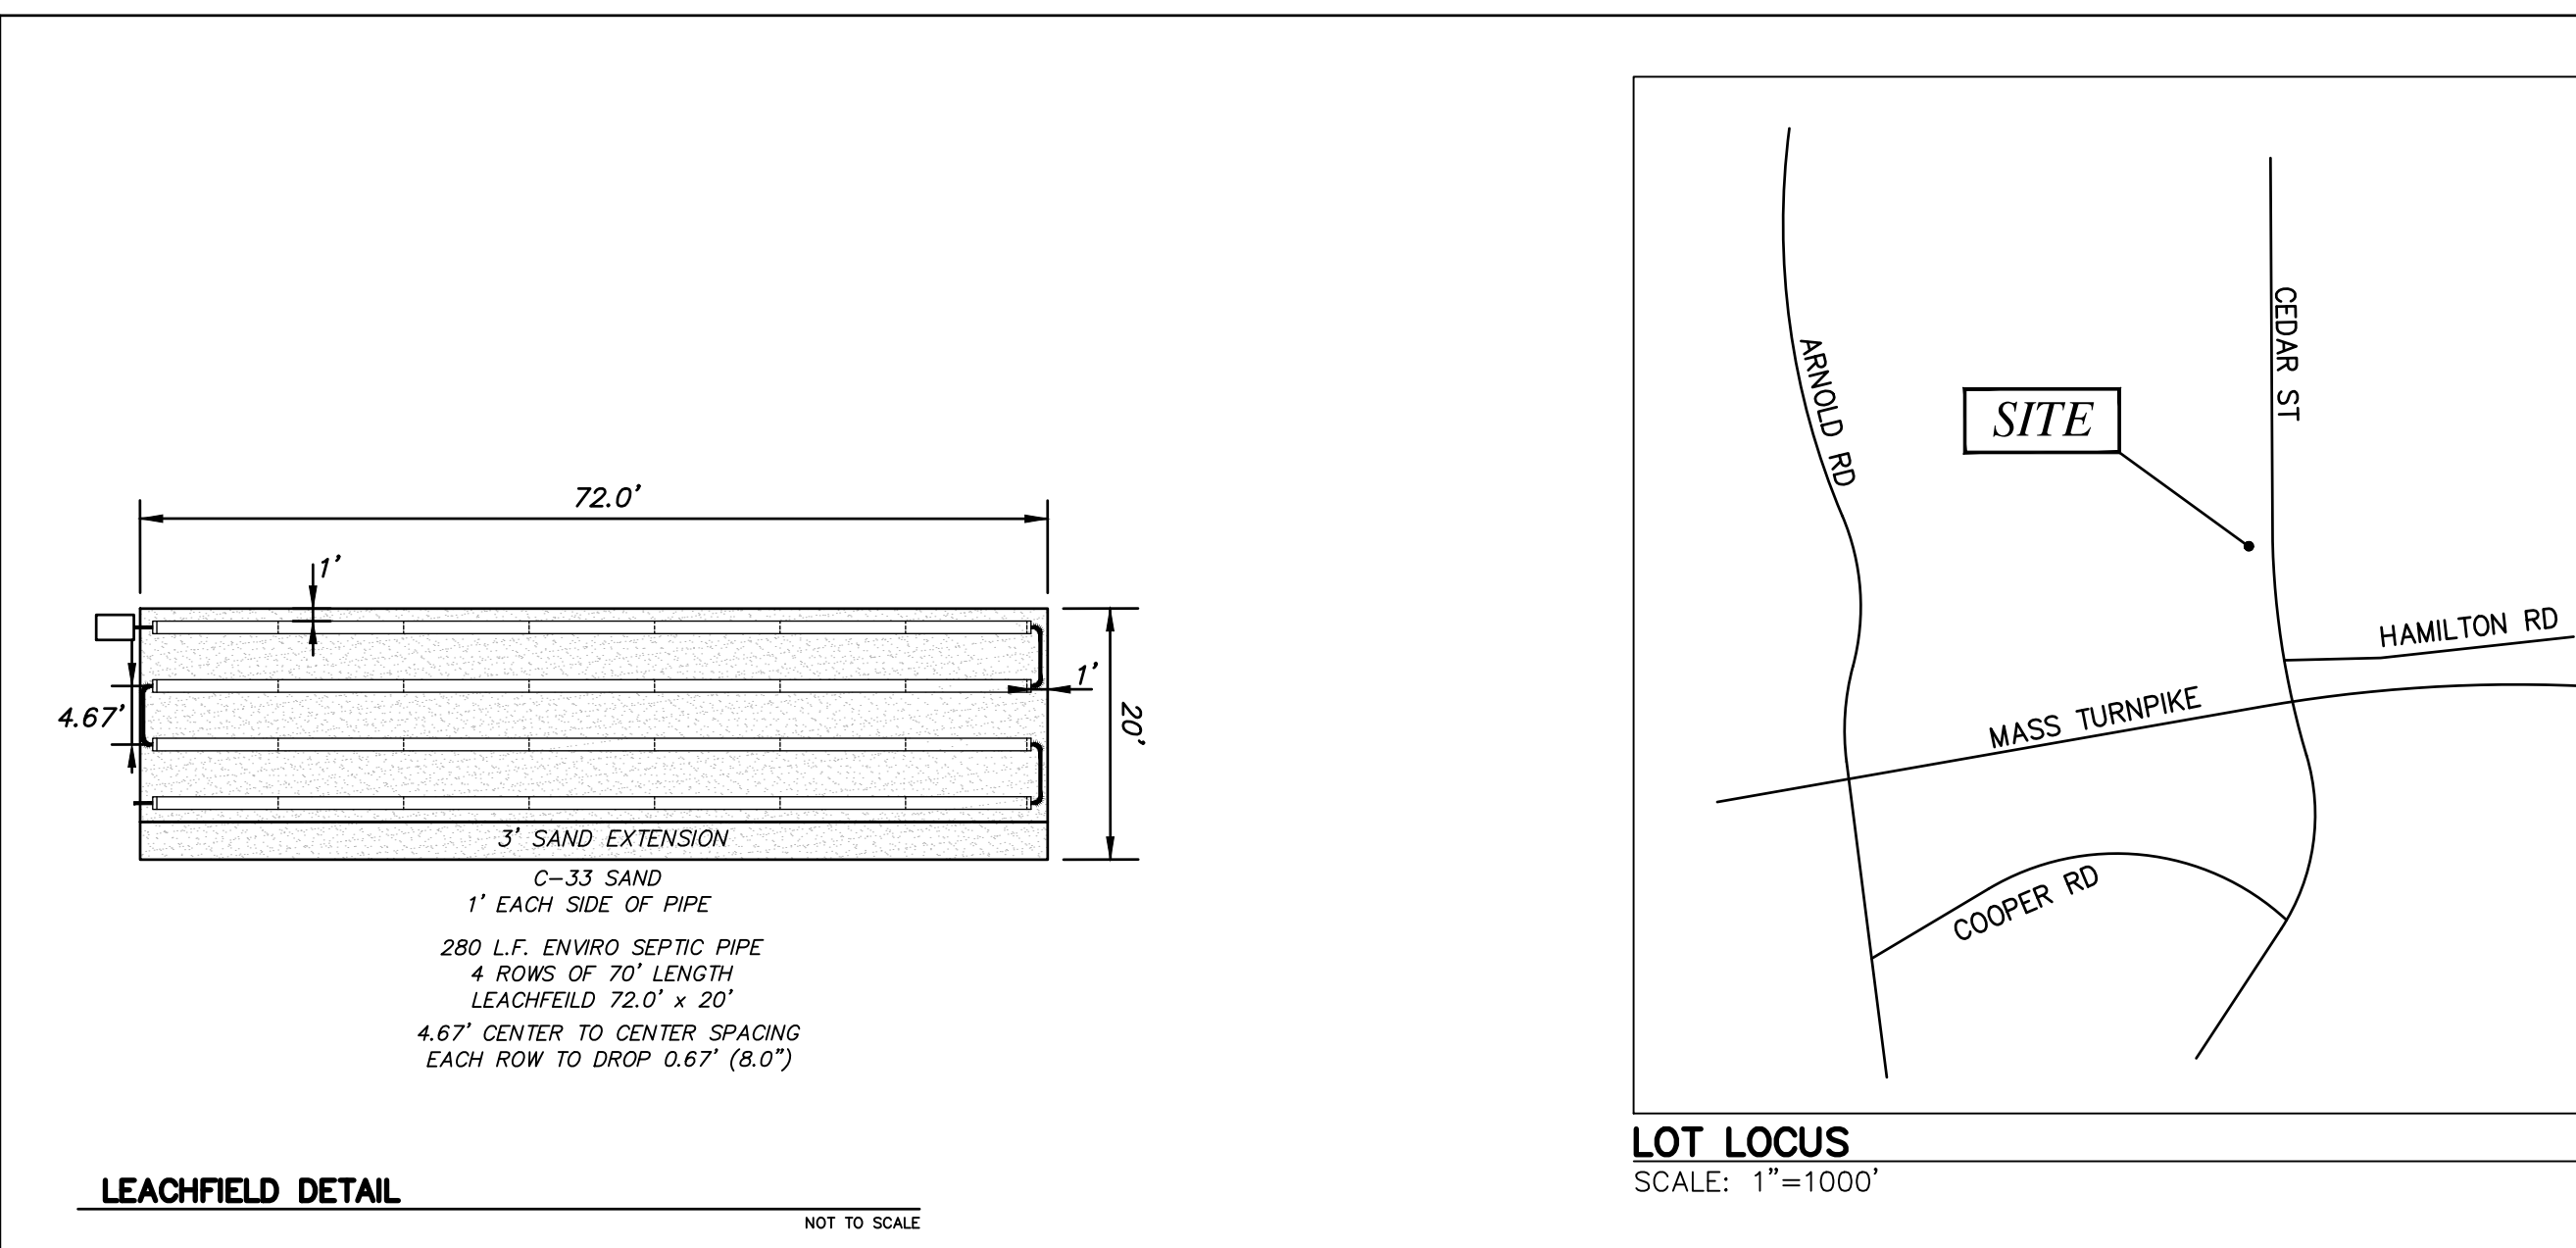 72.0'
1'
1'
4.67'
20'
3' SAND EXTENSION
C-33 SAND
1' EACH SIDE OF PIPE
280 L.F. ENVIRO SEPTIC PIPE
4 ROWS OF 70' LENGTH
LEACHFEILD 72.0' x 20'
4.67' CENTER TO CENTER SPACING
EACH ROW TO DROP 0.67' (8.0")
LEACHFIELD DETAIL
NOT TO SCALE
ARNOLD RD
CEDAR ST
SITE
HAMILTON RD
MASS TURNPIKE
COOPER RD
LOT LOCUS
SCALE: 1"=1000'